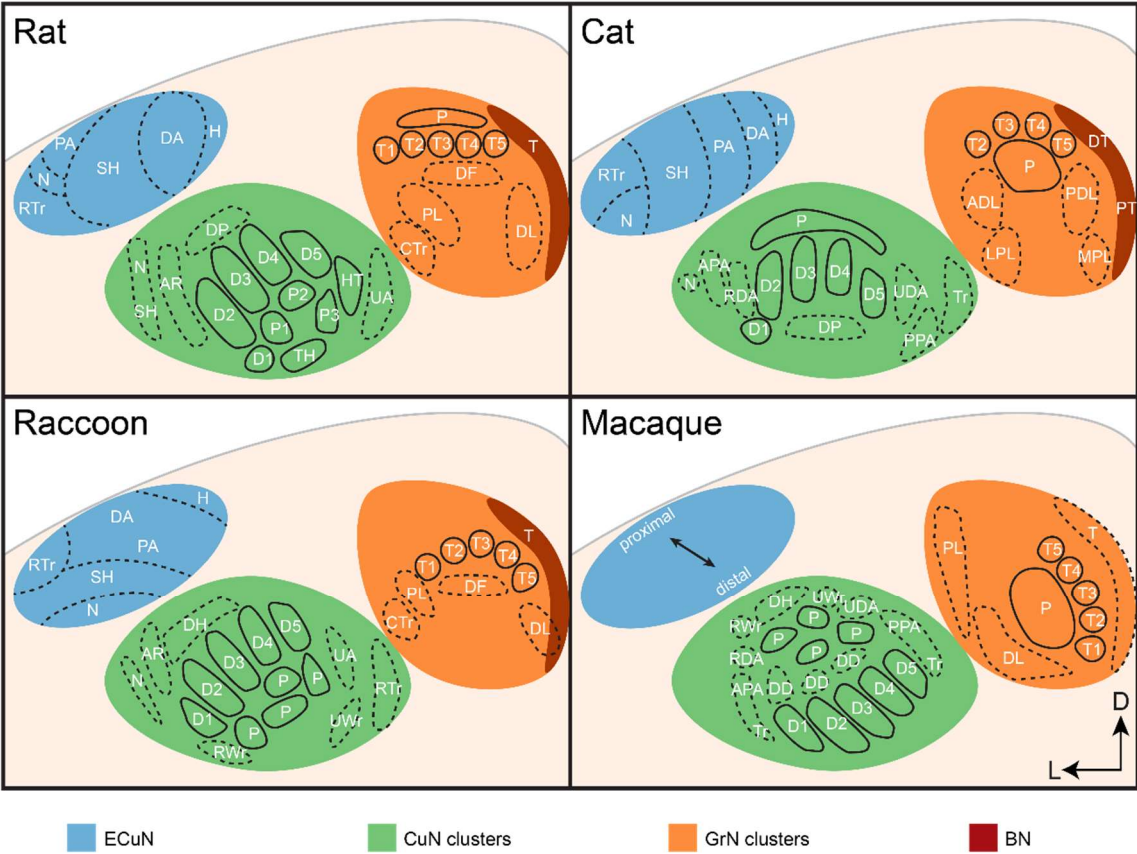 Rat
PA
N
RTr
SH
DA
H
P
T1 T2 T3 T4 T5
T
DF
PL
CTr
DL
DP
N
SH
AR
D2
D3
D4
D5
P2
P1
P3
HT
UA
D1
TH
Cat
RTr
N
SH
PA
DA
H
T2
T3
T4
T5
P
DT
PT
ADL
PDL
LPL
MPL
P
N
APA
RDA
D2
D3
D4
D5
D1
DP
UDA
PPA
Tr
Raccoon
RTr
DA
H
PA
SH
N
T1
T2
T3
T4
T5
T
PL
CTr
DF
DL
DH
AR
N
D1
D2
D3
D4
D5
P
P
P
P
RWr
UA
UWr
RTr
Macaque
proximal
distal
PL
T
T5
T4
T3
T2
T1
P
DL
DH
UWr
UDA
RWr
P
P
P
P
PPA
RDA
DD
APA
DD
DD
Tr
Tr
D1
D2
D3
D4
D5
D
L
ECuN
CuN clusters
GrN clusters
BN